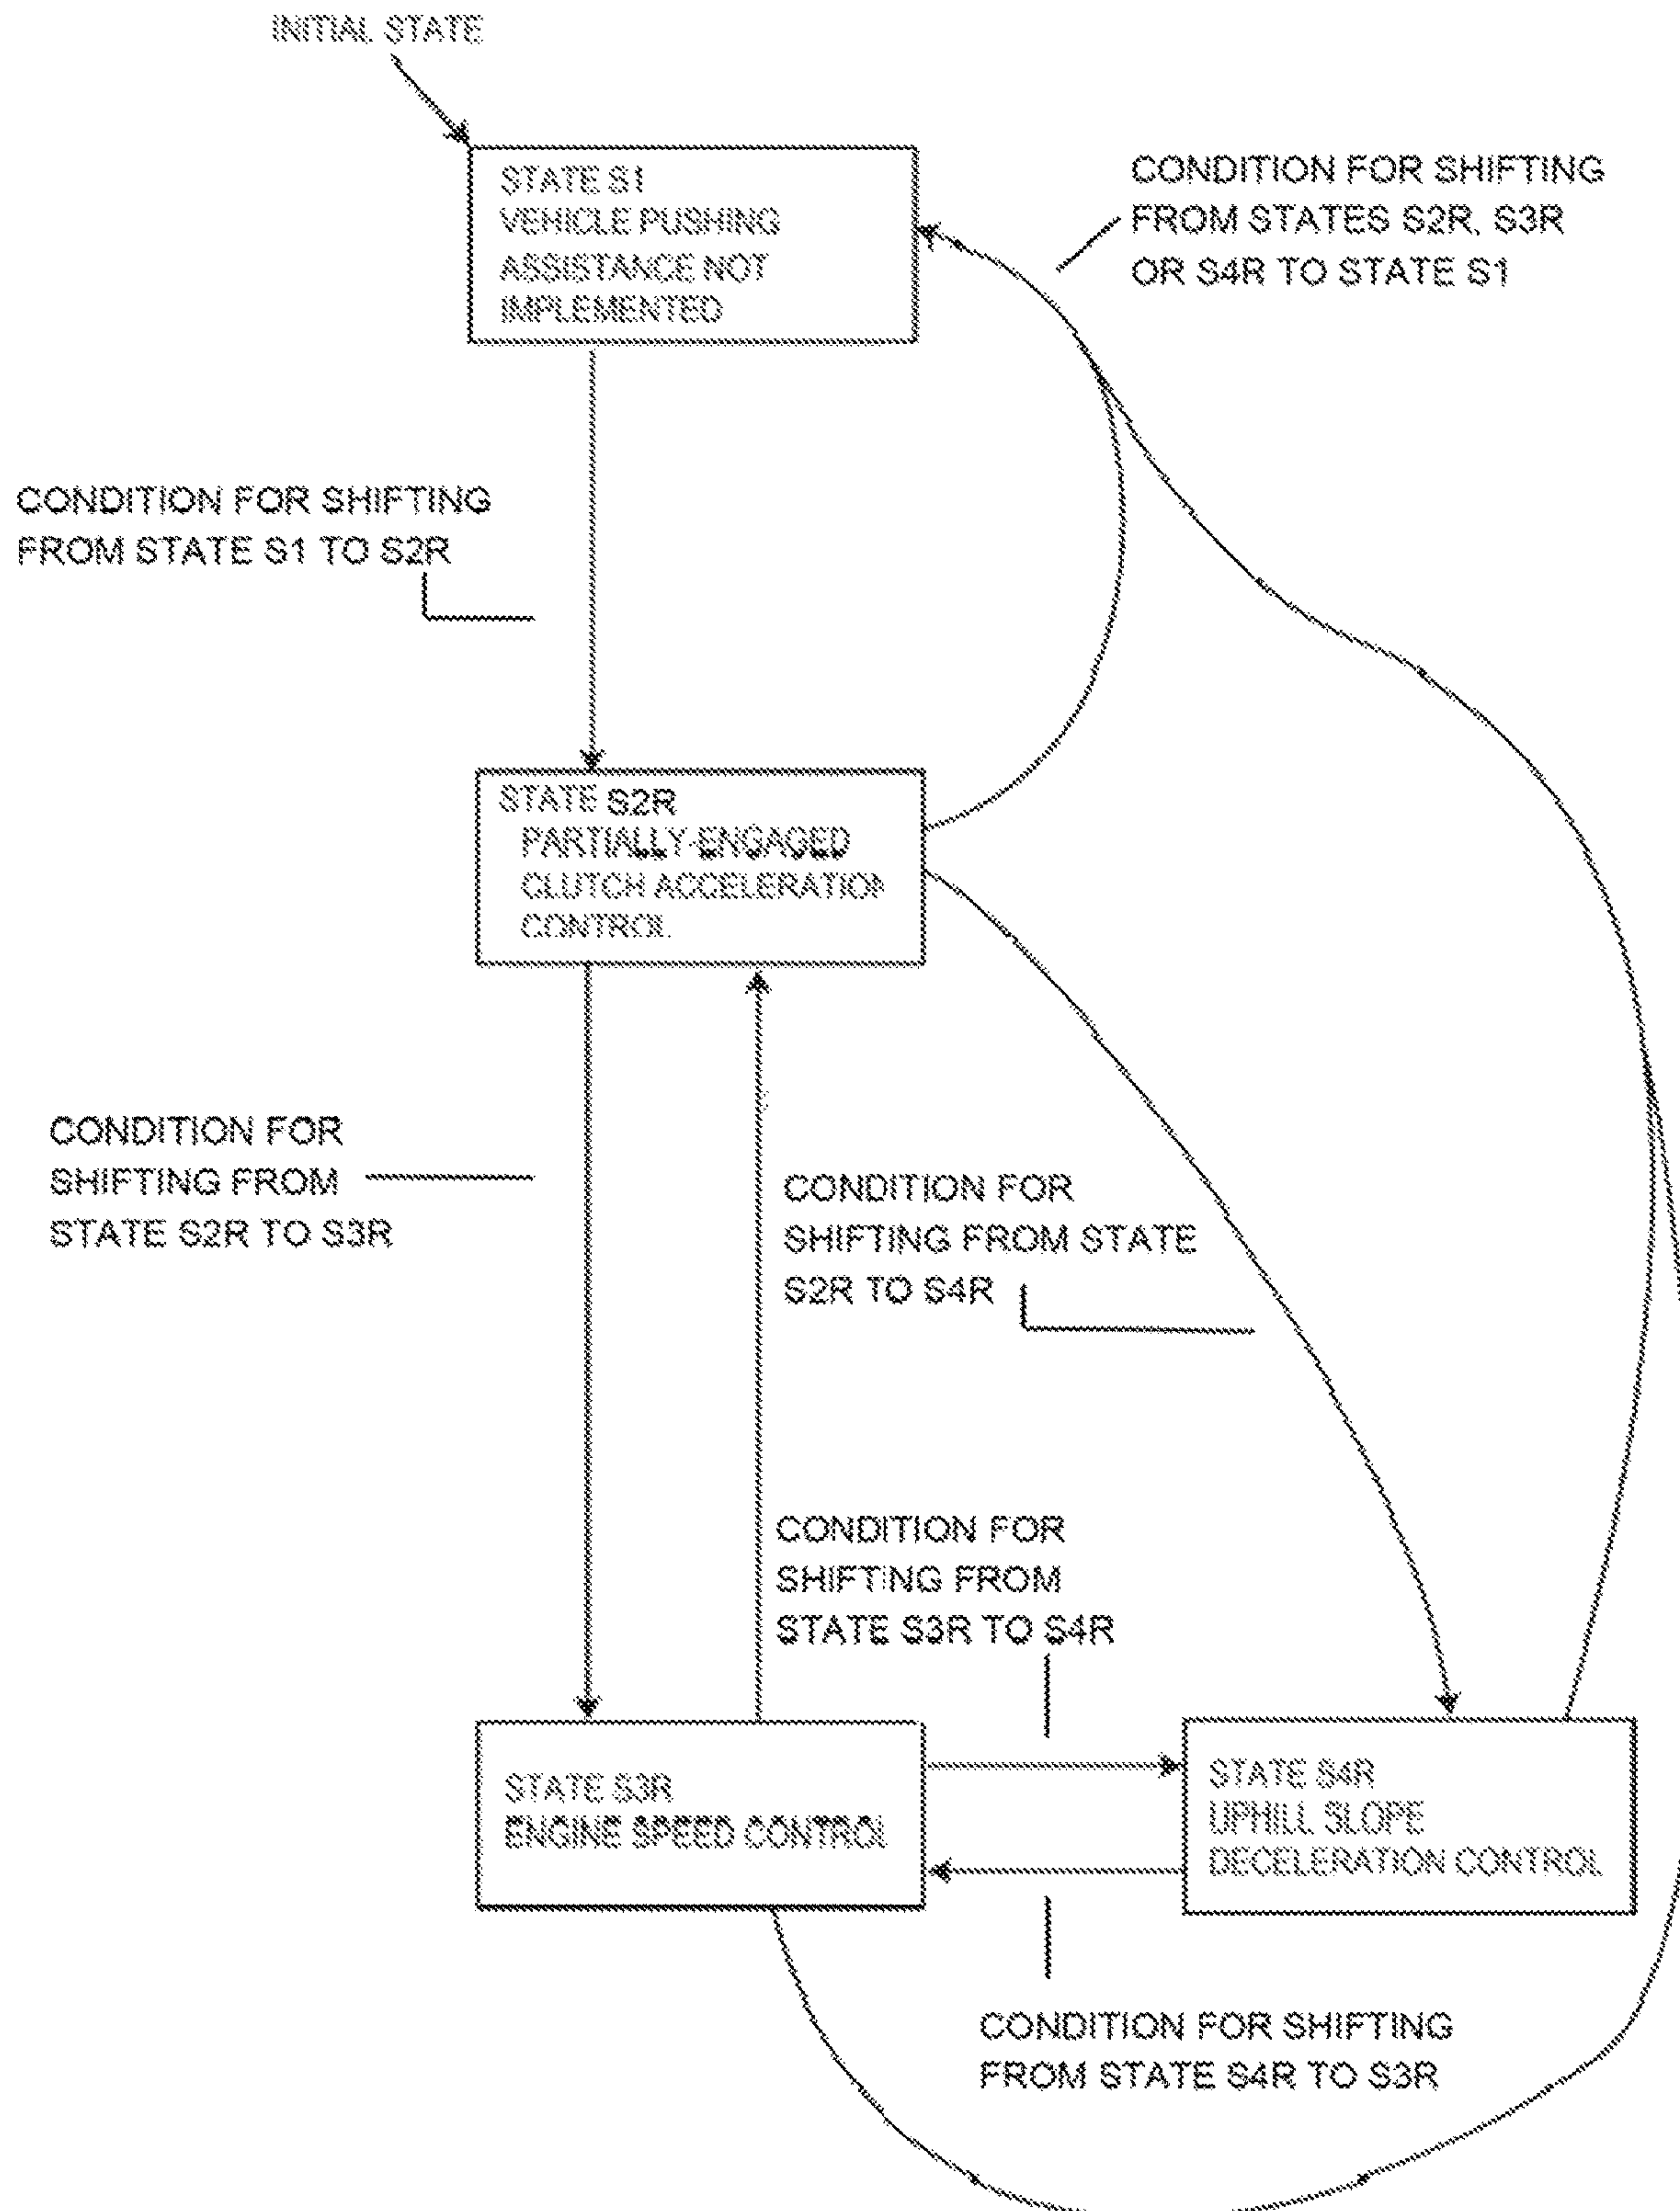 INITIAL STATE
STATE S1
VEHICLE PUSHING
ASSISTANCE NOT
IMPLEMENTED
CONDITION FOR SHIFTING
FROM STATES S2R, S3R
OR S4R TO STATE S1
CONDITION FOR SHIFTING
FROM STATE S1 TO S2R
STATE S2R
PARTIALLY-ENGAGED
CLUTCH ACCELERATION
CONTROL
CONDITION FOR
SHIFTING FROM
STATE S2R TO S3R
CONDITION FOR
SHIFTING FROM STATE
S2R TO S4R
CONDITION FOR
SHIFTING FROM
STATE S3R TO S4R
STATE S3R
ENGINE SPEED CONTROL
STATE S4R
UPHILL SLOPE
DECELERATION CONTROL
CONDITION FOR SHIFTING
FROM STATE S4R TO S3R